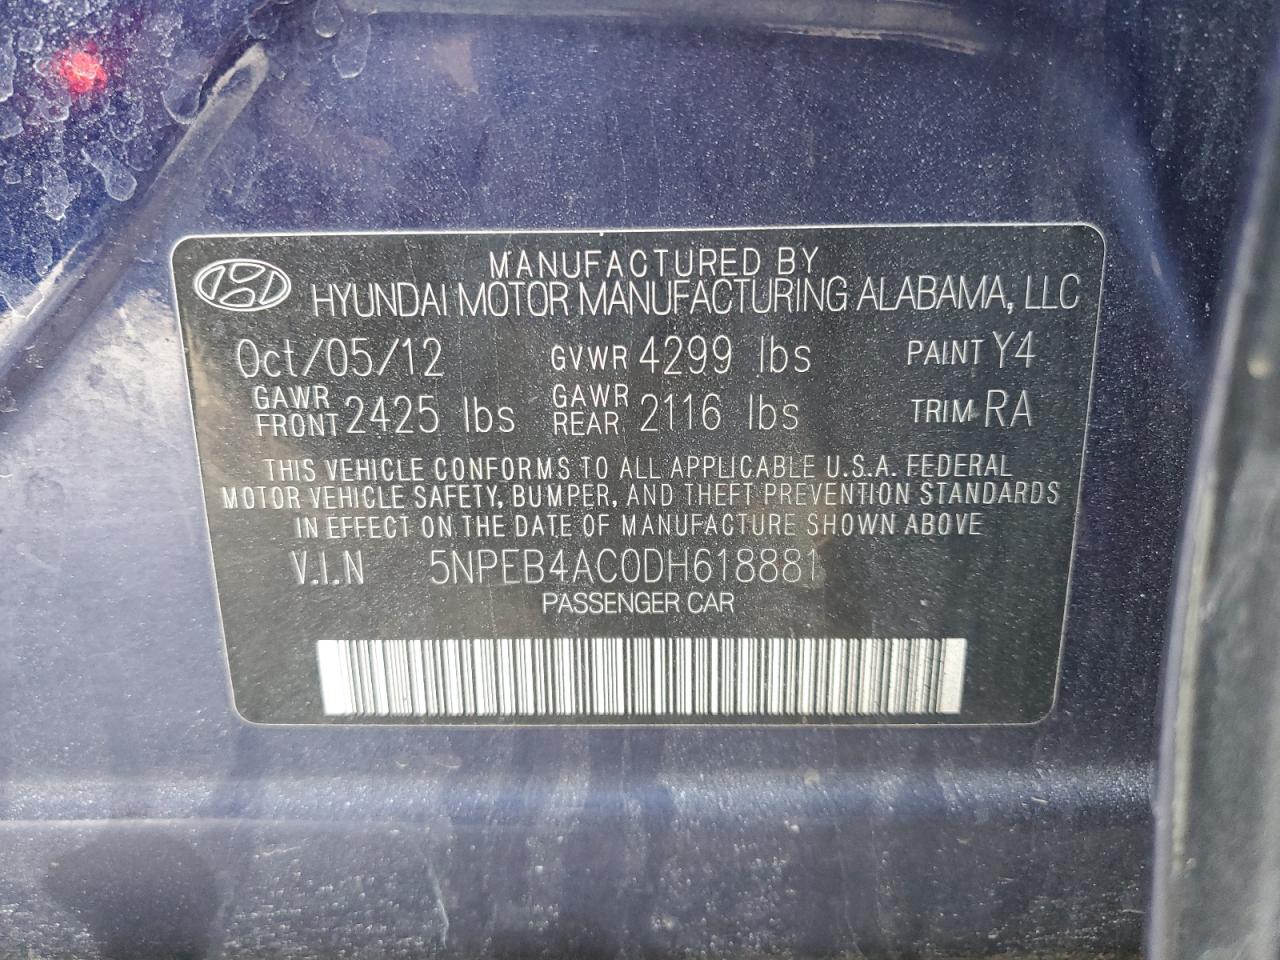 MANUFACTURED BY
HYUNDAI MOTOR MANUFACTURING ALABAMA, LLC
Oct/05/12 GVWR 4299 lbs PAINT Y4
GAWR FRONT 2425 lbs GAWR REAR 2116 lbs TRIM RA
THIS VEHICLE CONFORMS TO ALL APPLICABLE U.S.A. FEDERAL
MOTOR VEHICLE SAFETY, BUMPER, AND THEFT PREVENTION STANDARDS
IN EFFECT ON THE DATE OF MANUFACTURE SHOWN ABOVE
V.I.N 5NPEB4AC0DH618881
PASSENGER CAR